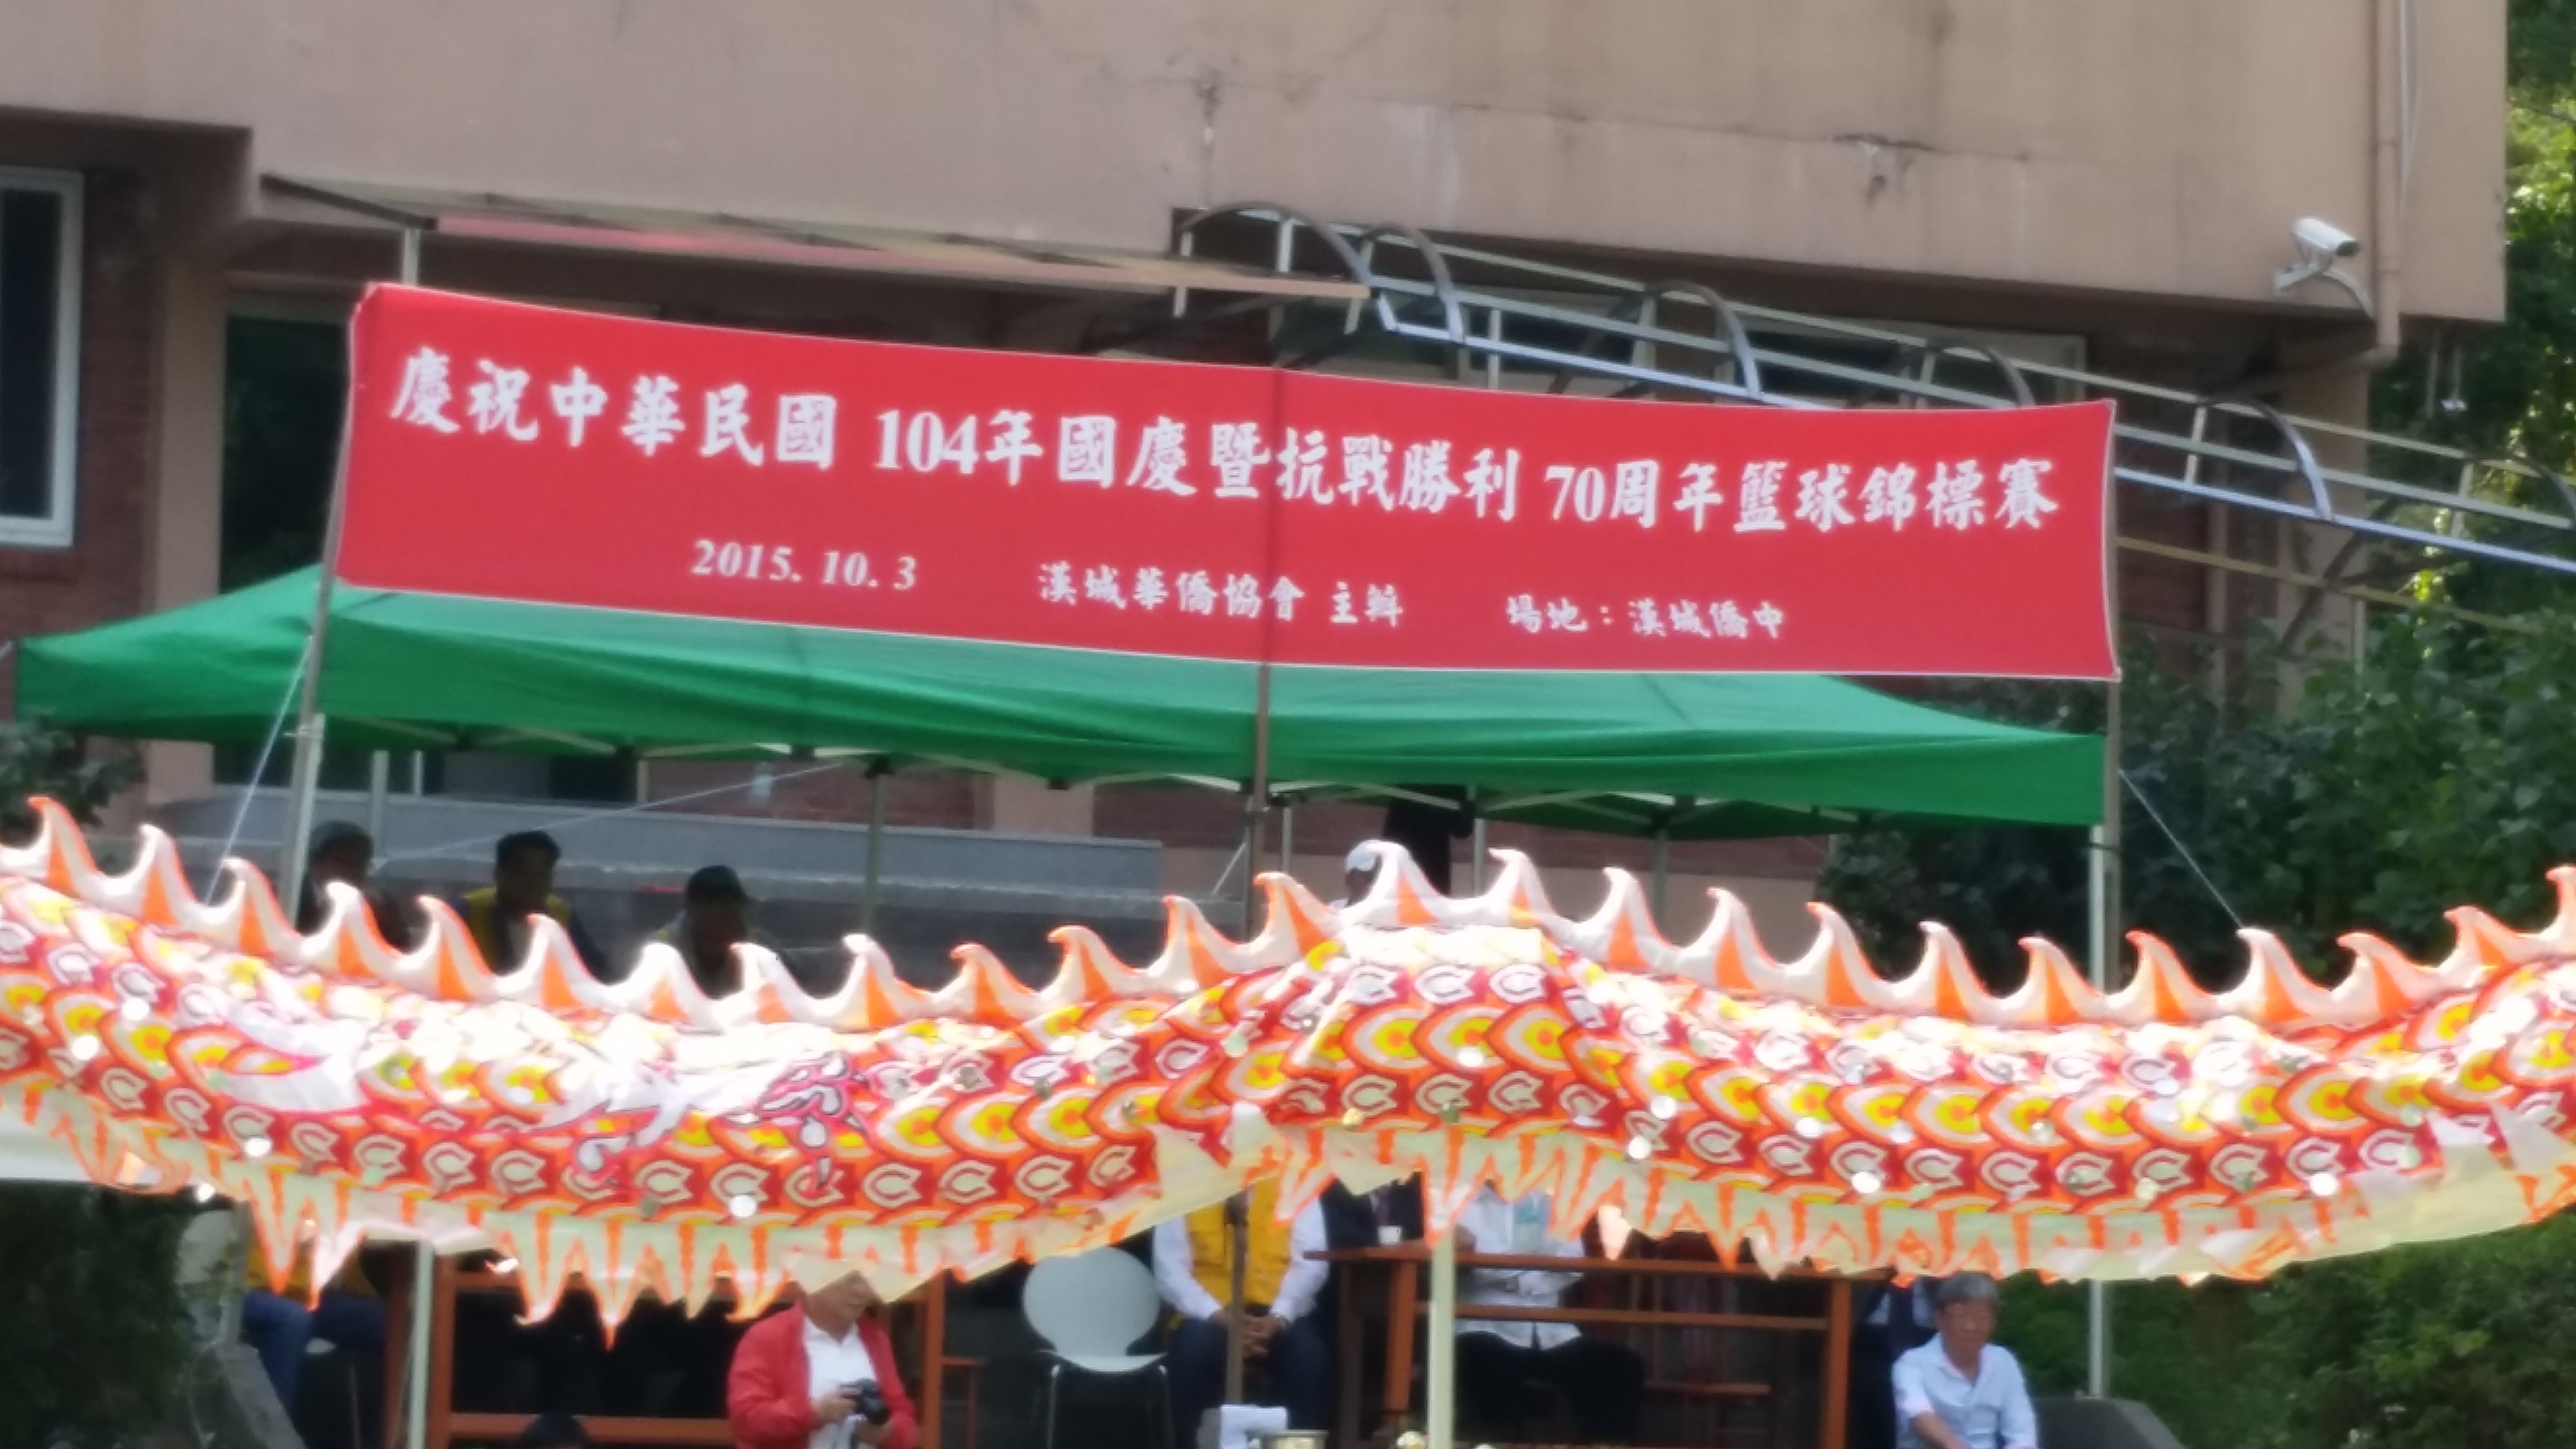 慶祝中華民國 104年國慶暨抗戰勝利 70周年籃球錦標賽
2015. 10. 3 漢城華僑協會 主辦 場地：漢城僑中